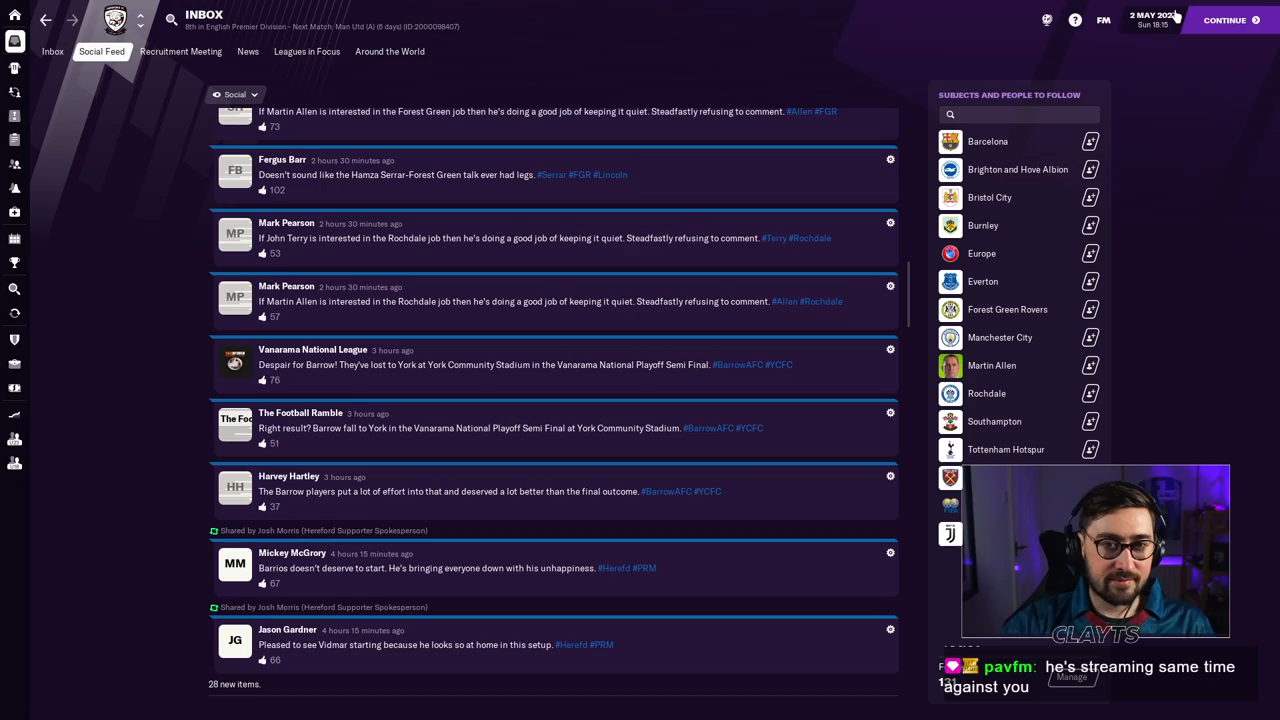 INBOX
8th in English Premier Division - Next Match: Man Utd (A) (6 days) (ID:2000098407)
FM
2 MAY 202
Sun 18:15
CONTINUE
Inbox
Social Feed
Recruitment Meeting
News
Leagues in Focus
Around the World
Social
If Martin Allen is interested in the Forest Green job then he's doing a good job of keeping it quiet. Steadfastly refusing to comment. #Allen #FGR
73
FB
Fergus Barr 2 hours 30 minutes ago
Doesn't sound like the Hamza Serrar-Forest Green talk ever had legs. #Serrar #FGR #Lincoln
102
MP
Mark Pearson 2 hours 30 minutes ago
If John Terry is interested in the Rochdale job then he's doing a good job of keeping it quiet. Steadfastly refusing to comment. #Terry #Rochdale
53
MP
Mark Pearson 2 hours 30 minutes ago
If Martin Allen is interested in the Rochdale job then he's doing a good job of keeping it quiet. Steadfastly refusing to comment. #Allen #Rochdale
57
Vanarama National League 3 hours ago
Despair for Barrow! They've lost to York at York Community Stadium in the Vanarama National Playoff Semi Final. #BarrowAFC #YCFC
76
The Foo
The Football Ramble 3 hours ago
Right result? Barrow fall to York in the Vanarama National Playoff Semi Final at York Community Stadium. #BarrowAFC #YCFC
51
HH
Harvey Hartley 3 hours ago
The Barrow players put a lot of effort into that and deserved a lot better than the final outcome. #BarrowAFC #YCFC
37
Shared by Josh Morris (Hereford Supporter Spokesperson)
MM
Mickey McGrory 4 hours 15 minutes ago
Barrios doesn't deserve to start. He's bringing everyone down with his unhappiness. #Herefd #PRM
67
Shared by Josh Morris (Hereford Supporter Spokesperson)
JG
Jason Gardner 4 hours 15 minutes ago
Pleased to see Vidmar starting because he looks so at home in this setup. #Herefd #PRM
66
28 new items.
SUBJECTS AND PEOPLE TO FOLLOW
Barcelona
Brighton and Hove Albion
Bristol City
Burnley
Europe
Everton
Forest Green Rovers
Manchester City
Martin Allen
Rochdale
Southampton
Tottenham Hotspur
CLAYTS
pavfm: he's streaming same time
against you
Manage